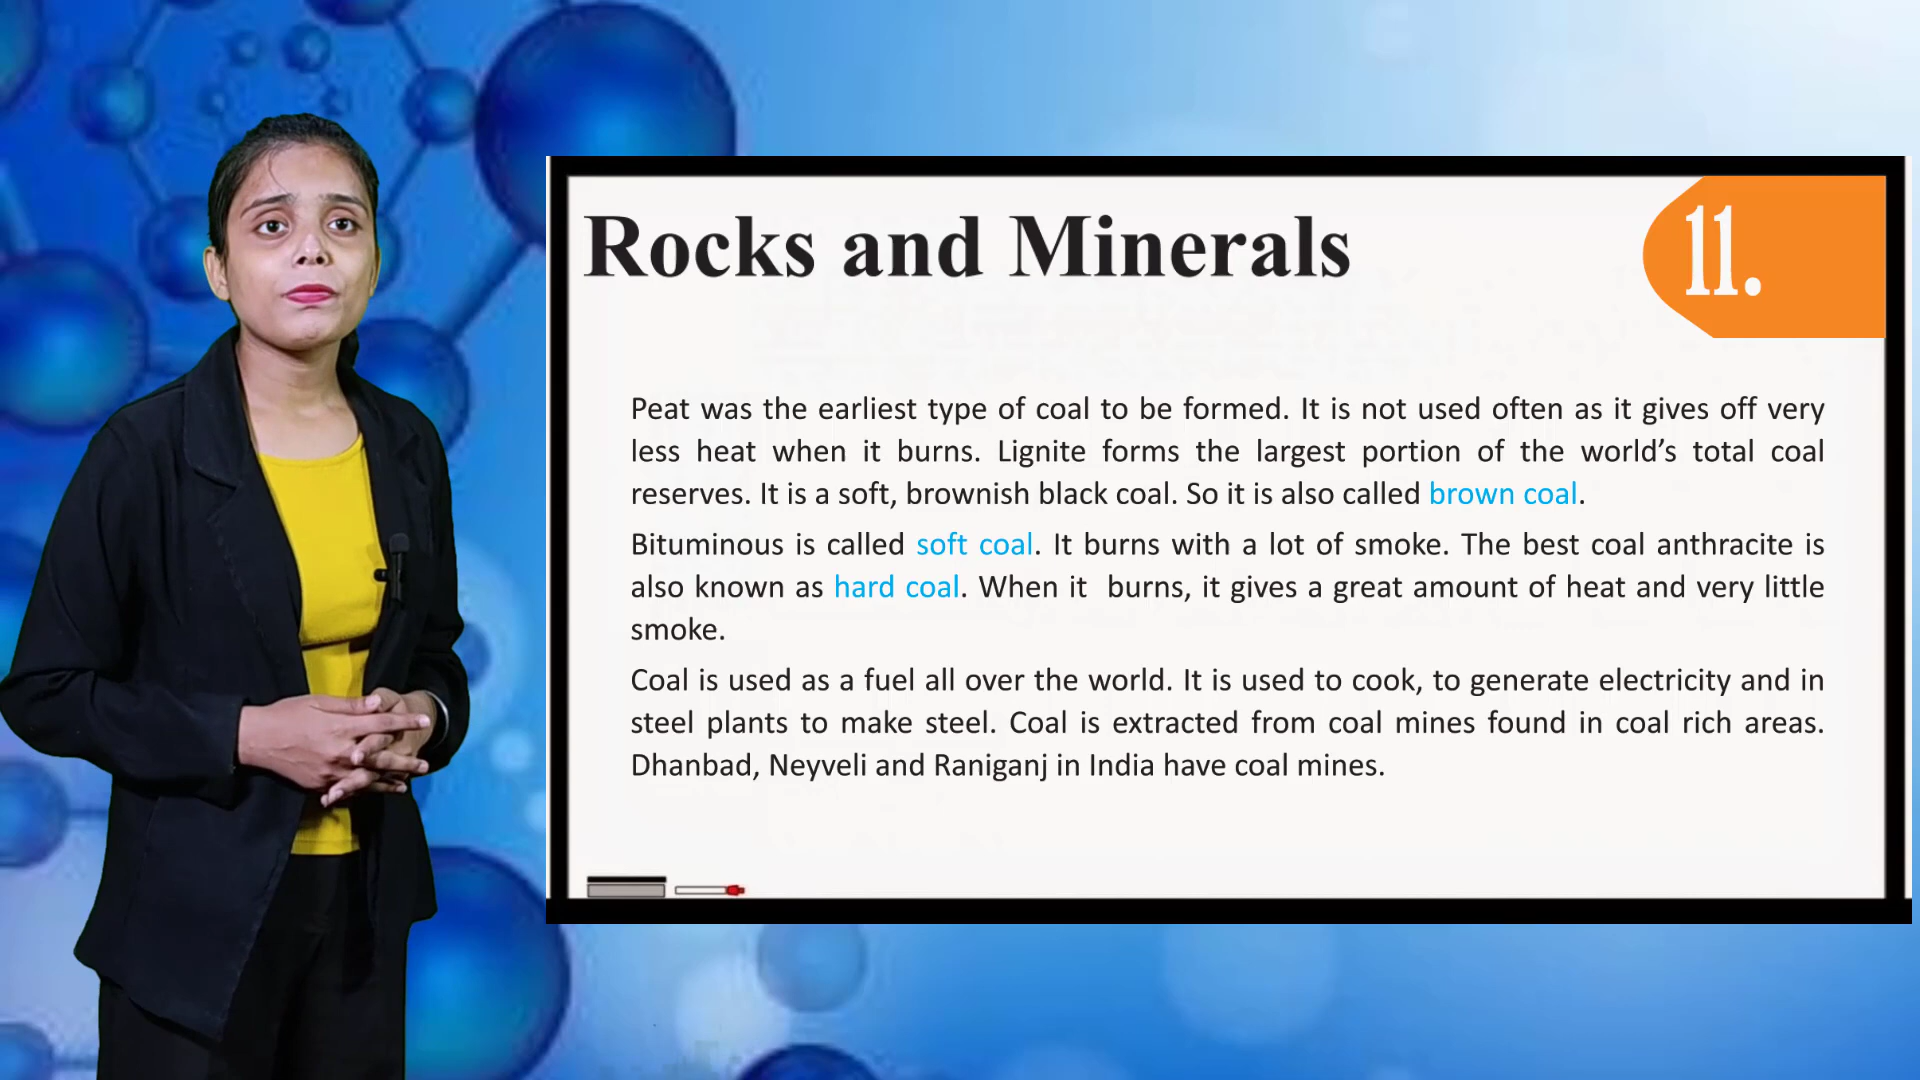 Rocks and Minerals
11.
Peat was the earliest type of coal to be formed. It is not used often as it gives off very
less heat when it burns. Lignite forms the largest portion of the world’s total coal
reserves. It is a soft, brownish black coal. So it is also called brown coal.
Bituminous is called soft coal. It burns with a lot of smoke. The best coal anthracite is
also known as hard coal. When it  burns, it gives a great amount of heat and very little
smoke.
Coal is used as a fuel all over the world. It is used to cook, to generate electricity and in
steel plants to make steel. Coal is extracted from coal mines found in coal rich areas.
Dhanbad, Neyveli and Raniganj in India have coal mines.